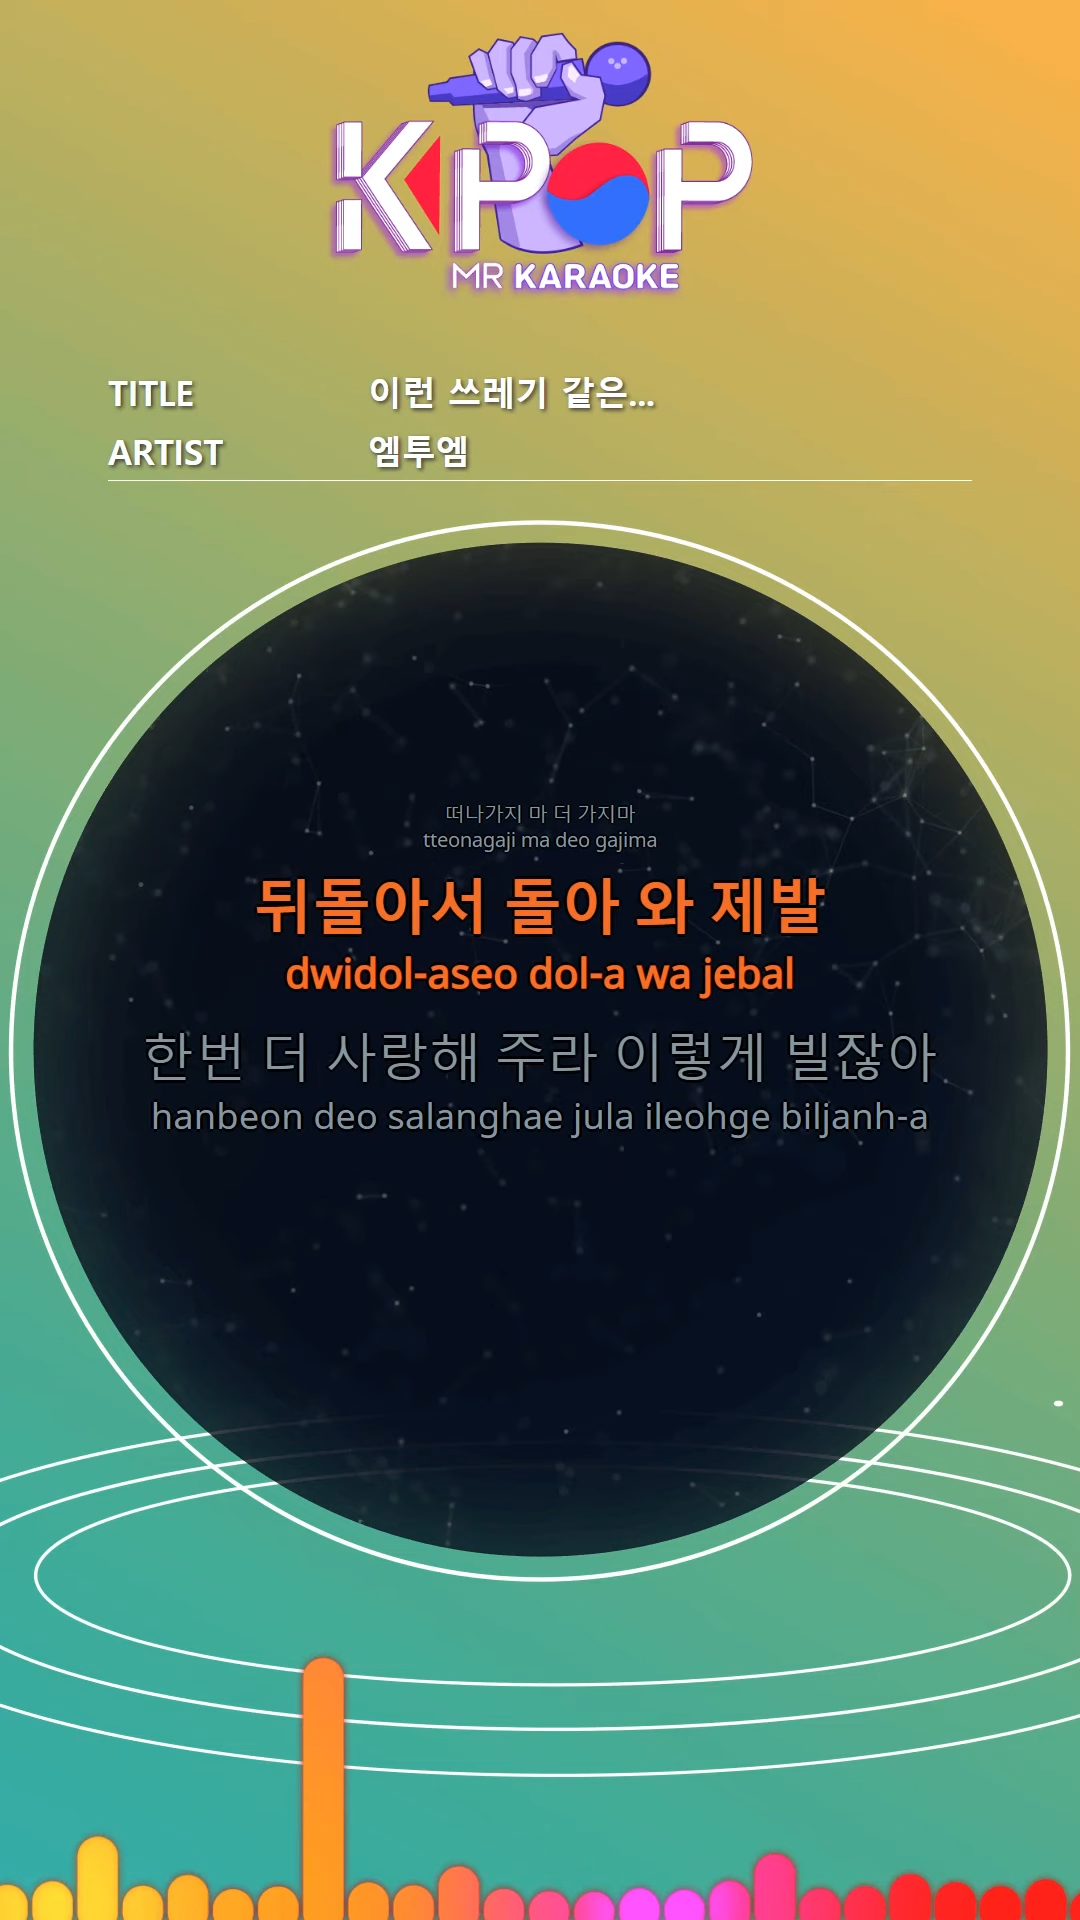 KPOP
MR KARAOKE
TITLE 이런 쓰레기 같은...
ARTIST 엠투엠
떠나가지 마 더 가지마
tteonagaji ma deo gajima
뒤돌아서 돌아 와 제발
dwidol-aseo dol-a wa jebal
한번 더 사랑해 주라 이렇게 빌잖아
hanbeon deo salanghae jula ileohge biljanh-a